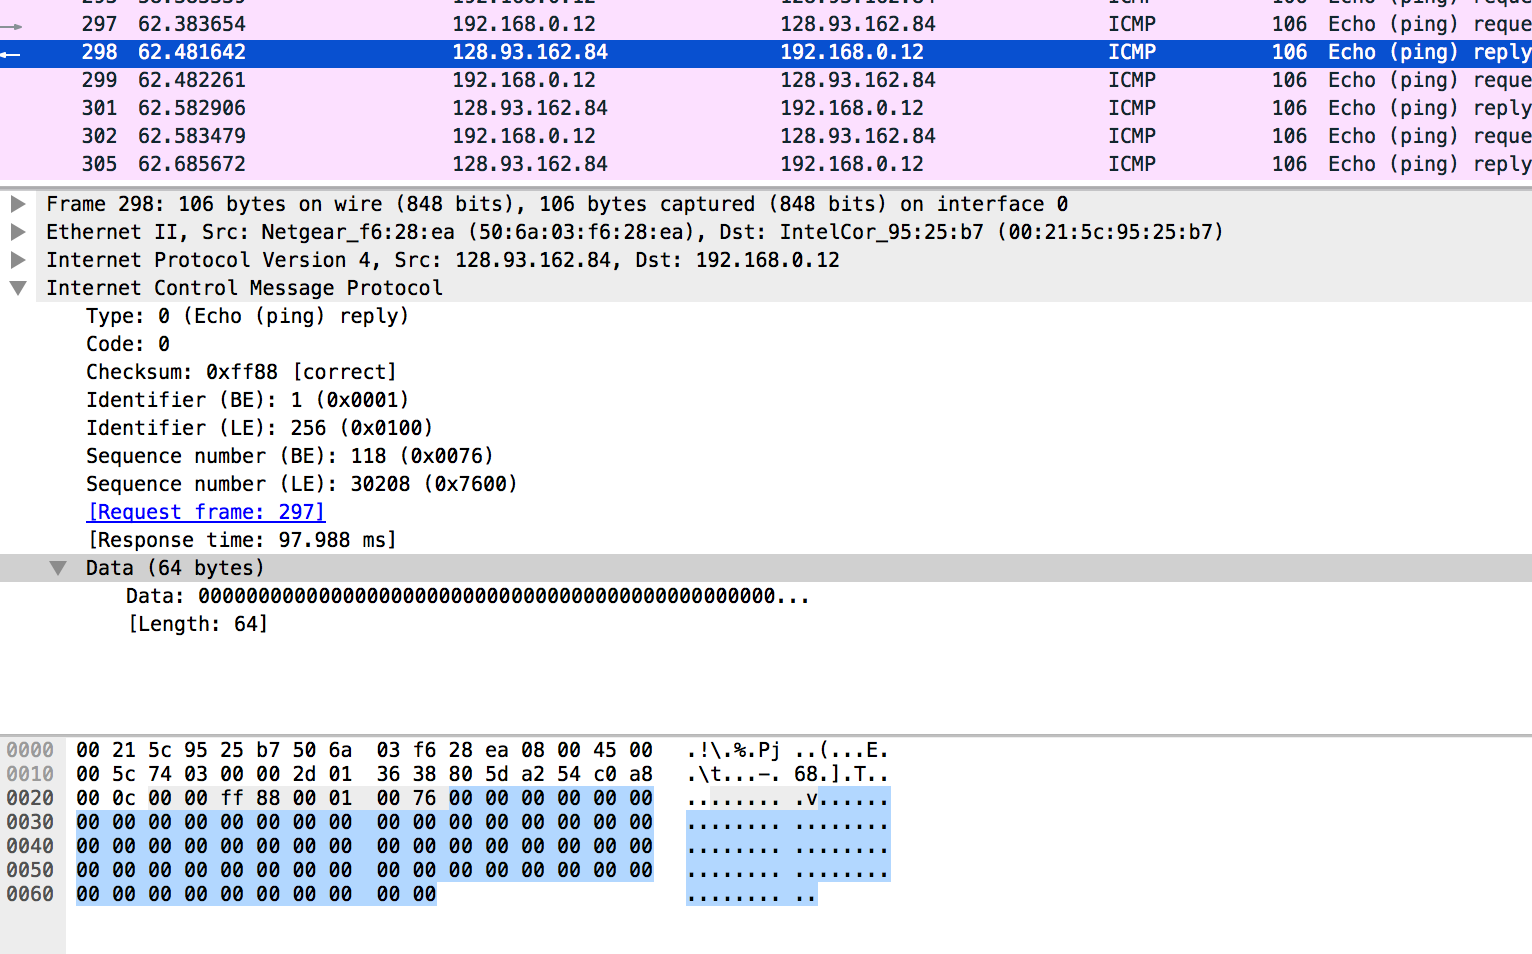 297 62.383654 192.168.0.12 128.93.162.84 ICMP 106 Echo (ping) reque
298 62.481642 128.93.162.84 192.168.0.12 ICMP 106 Echo (ping) reply
299 62.482261 192.168.0.12 128.93.162.84 ICMP 106 Echo (ping) reque
301 62.582906 128.93.162.84 192.168.0.12 ICMP 106 Echo (ping) reply
302 62.583479 192.168.0.12 128.93.162.84 ICMP 106 Echo (ping) reque
305 62.685672 128.93.162.84 192.168.0.12 ICMP 106 Echo (ping) reply
Frame 298: 106 bytes on wire (848 bits), 106 bytes captured (848 bits) on interface 0
Ethernet II, Src: Netgear_f6:28:ea (50:6a:03:f6:28:ea), Dst: IntelCor_95:25:b7 (00:21:5c:95:25:b7)
Internet Protocol Version 4, Src: 128.93.162.84, Dst: 192.168.0.12
Internet Control Message Protocol
Type: 0 (Echo (ping) reply)
Code: 0
Checksum: 0xff88 [correct]
Identifier (BE): 1 (0x0001)
Identifier (LE): 256 (0x0100)
Sequence number (BE): 118 (0x0076)
Sequence number (LE): 30208 (0x7600)
[Request frame: 297]
[Response time: 97.988 ms]
Data (64 bytes)
Data: 000000000000000000000000000000000000000000000000...
[Length: 64]
0000 00 21 5c 95 25 b7 50 6a 03 f6 28 ea 08 00 45 00 .!\.%.Pj ..(...E.
0010 00 5c 74 03 00 00 2d 01 36 38 80 5d a2 54 c0 a8 .\t...-. 68.].T..
0020 00 0c 00 00 ff 88 00 01 00 76 00 00 00 00 00 00 ........ .v......
0030 00 00 00 00 00 00 00 00 00 00 00 00 00 00 00 00 ........ ........
0040 00 00 00 00 00 00 00 00 00 00 00 00 00 00 00 00 ........ ........
0050 00 00 00 00 00 00 00 00 00 00 00 00 00 00 00 00 ........ ........
0060 00 00 00 00 00 00 00 00 00 00 ........ ..